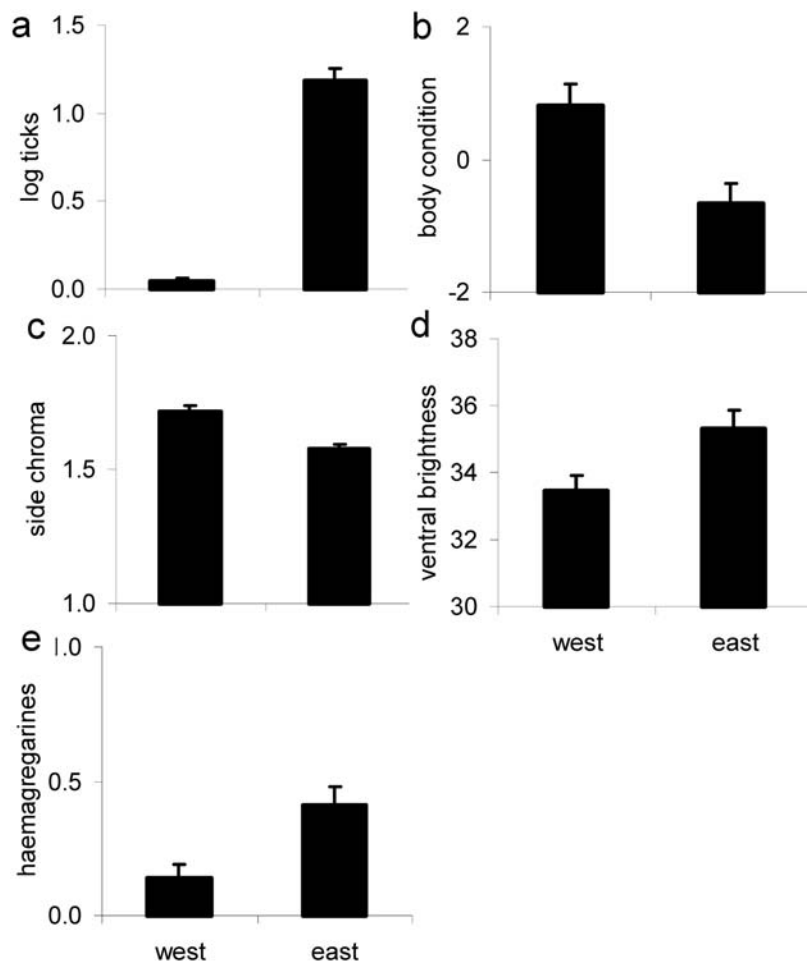 a
1.5
1.0
0.5
0.0
log ticks
b
2
0
-2
body condition
c
2.0
1.5
1.0
side chroma
d
38
36
34
32
30
ventral brightness
west east
e
1.0
0.5
0.0
haemagregarines
west east